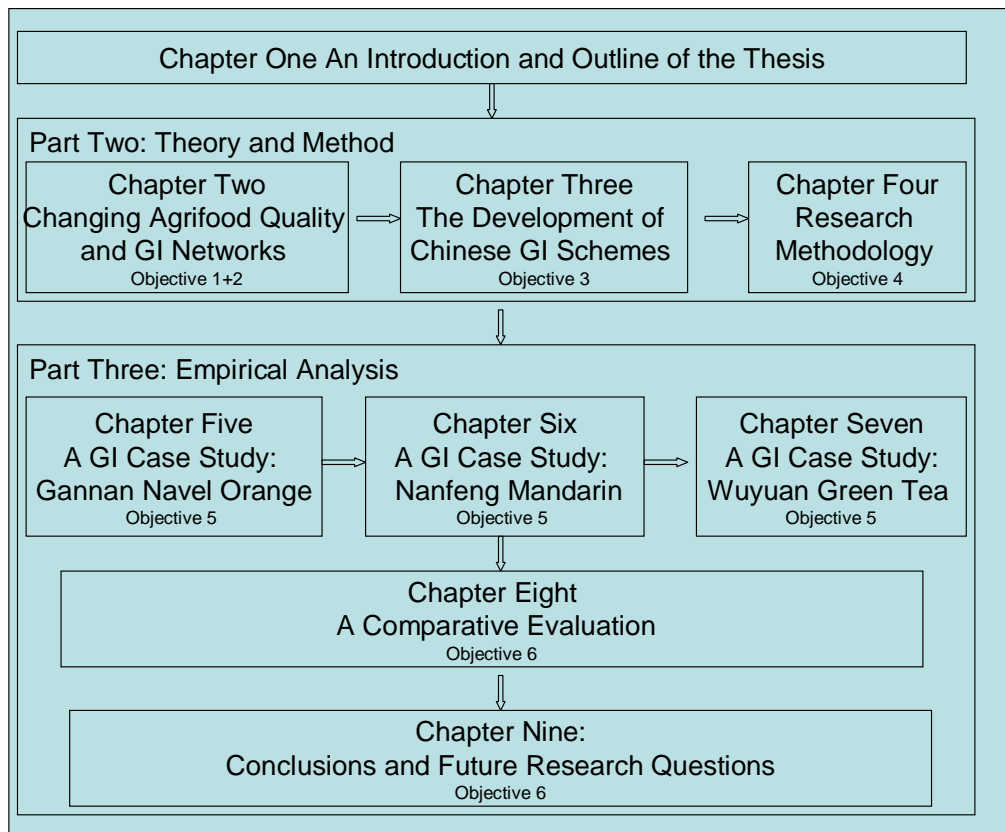 Chapter One An Introduction and Outline of the Thesis
Part Two: Theory and Method
Chapter Two
Changing Agrifood Quality
and GI Networks
Objective 1+2
Chapter Three
The Development of
Chinese GI Schemes
Objective 3
Chapter Four
Research
Methodology
Objective 4
Part Three: Empirical Analysis
Chapter Five
A GI Case Study:
Gannan Navel Orange
Objective 5
Chapter Six
A GI Case Study:
Nanfeng Mandarin
Objective 5
Chapter Seven
A GI Case Study:
Wuyuan Green Tea
Objective 5
Chapter Eight
A Comparative Evaluation
Objective 6
Chapter Nine:
Conclusions and Future Research Questions
Objective 6